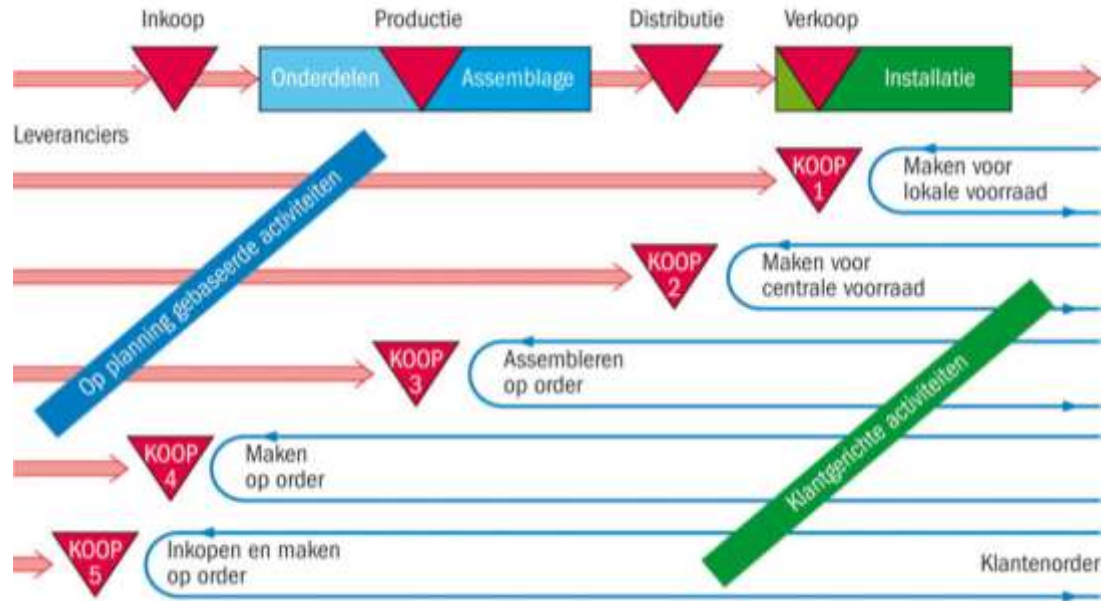 Inkoop
Productie
Distributie
Verkoop
Onderdelen
Assemblage
Installatie
Leveranciers
Op planning gebaseerde activiteiten
KOOP
1
Maken voor
lokale voorraad
KOOP
2
Maken voor
centrale voorraad
KOOP
3
Assembleren
op order
Klantgerichte activiteiten
KOOP
4
Maken
op order
KOOP
5
Inkopen en maken
op order
Klantenorder